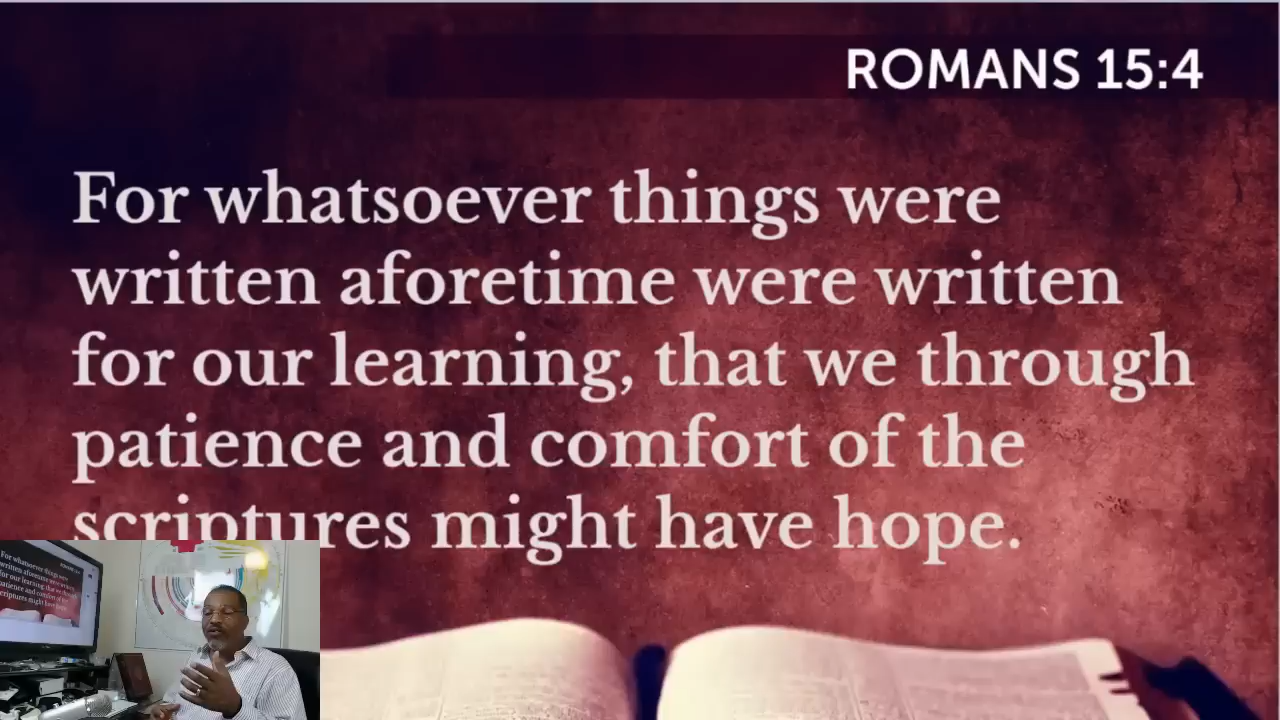 ROMANS 15:4
For whatsoever things were
written aforetime were written
for our learning, that we through
patience and comfort of the
scriptures might have hope.